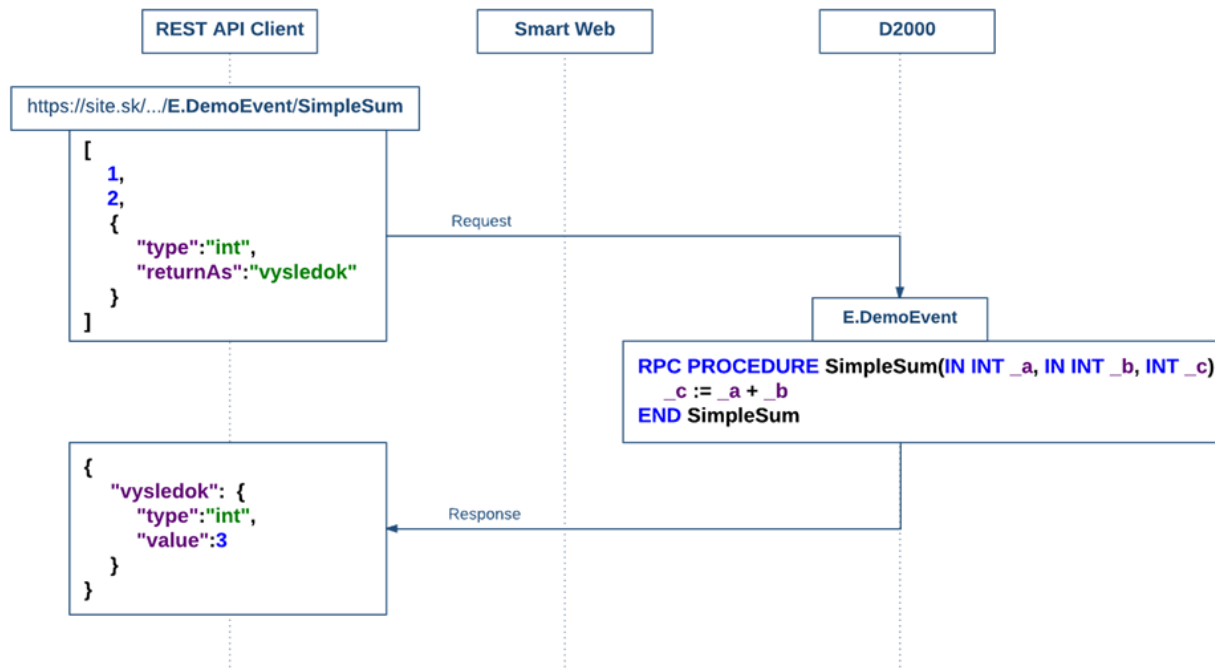 REST API Client
Smart Web
D2000
https://site.sk/.../E.DemoEvent/SimpleSum
[
1,
2,
{
"type":"int",
"returnAs":"vysledok"
}
]
Request
E.DemoEvent
RPC PROCEDURE SimpleSum(IN INT _a, IN INT _b, INT _c)
_c := _a + _b
END SimpleSum
{
"vysledok": {
"type":"int",
"value":3
}
}
Response